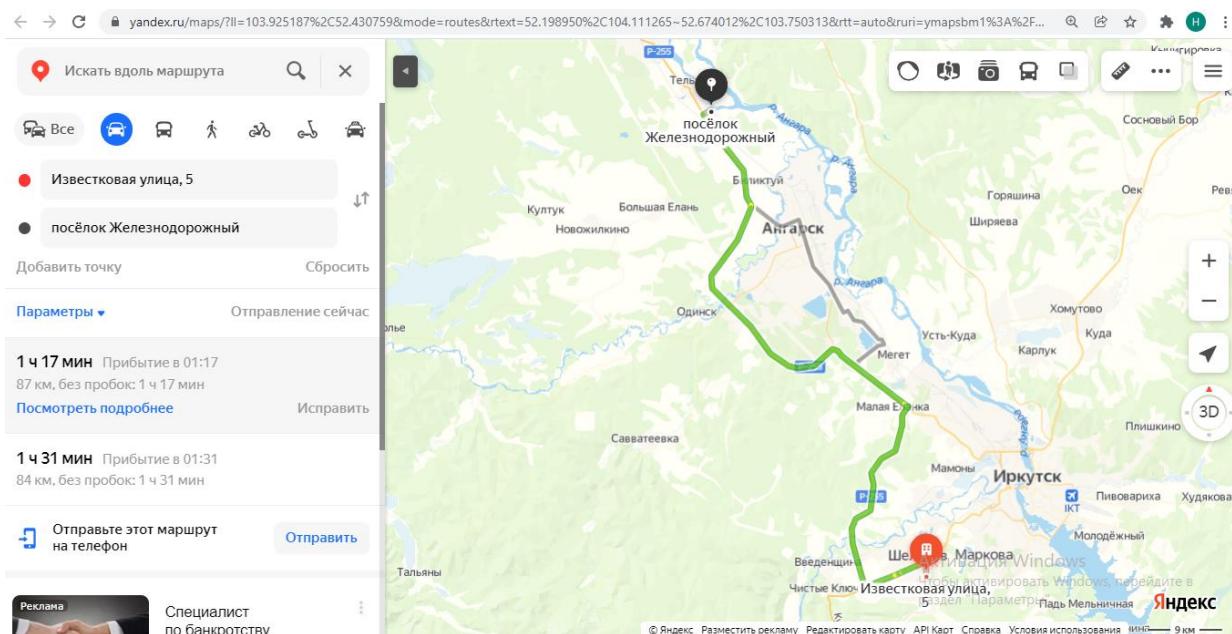 yandex.ru/maps/?ll=103.925187%2C52.430759&mode=routes&rtext=52.198950%2C104.111265~52.674012%2C103.750313&rtt=auto&ruri=ymapsbm1%3A%2F...
Н
Искать вдоль маршрута
Все
Известковая улица, 5
посёлок Железнодорожный
Добавить точку
Сбросить
Параметры
Отправление сейчас
1 ч 17 мин Прибытие в 01:17
87 км, без пробок: 1 ч 17 мин
Посмотреть подробнее
Исправить
1 ч 31 мин Прибытие в 01:31
84 км, без пробок: 1 ч 31 мин
Отправьте этот маршрут
на телефон
Отправить
Реклама
Специалист
по банкротству
Р-255
посёлок
Железнодорожный
р. Ангара
Сосновый Бор
Култук
Большая Елань
Новожилкино
Ангарск
Горяшина
Оек
Ширяева
р. Ангара
Одинск
Хомутово
Усть-Куда
Куда
Карлук
Мегет
Савватеевка
Плишкино
3D
Мамоны
Иркутск
Р-255
IKT
Пивовариха
Худякова
Молодёжный
Введенщина
Маркова
Тальяны
Чистые Ключ
Известковая улица,
5
Активация Windows
Чтобы активировать Windows, перейдите в
раздел "Параметры
Падь Мельничная
Яндекс
© Яндекс Разместить рекламу Редактировать карту API Карт Справка Условия использования
9 км